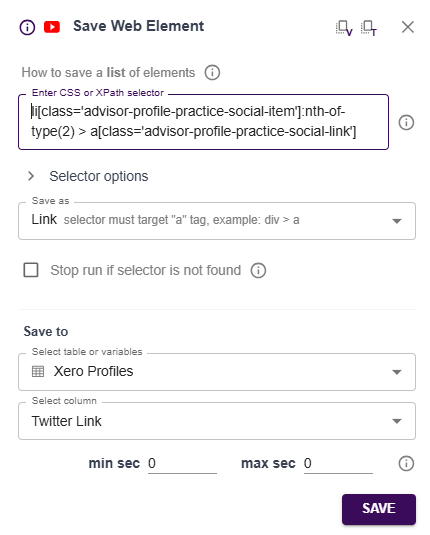 Save Web Element
V
T
How to save a list of elements
Enter CSS or XPath selector
li[class='advisor-profile-practice-social-item']:nth-of-
type(2) > a[class='advisor-profile-practice-social-link']
Selector options
Save as
Link selector must target "a" tag, example: div > a
Stop run if selector is not found
Save to
Select table or variables
Xero Profiles
Select column
Twitter Link
min sec 0 max sec 0
SAVE